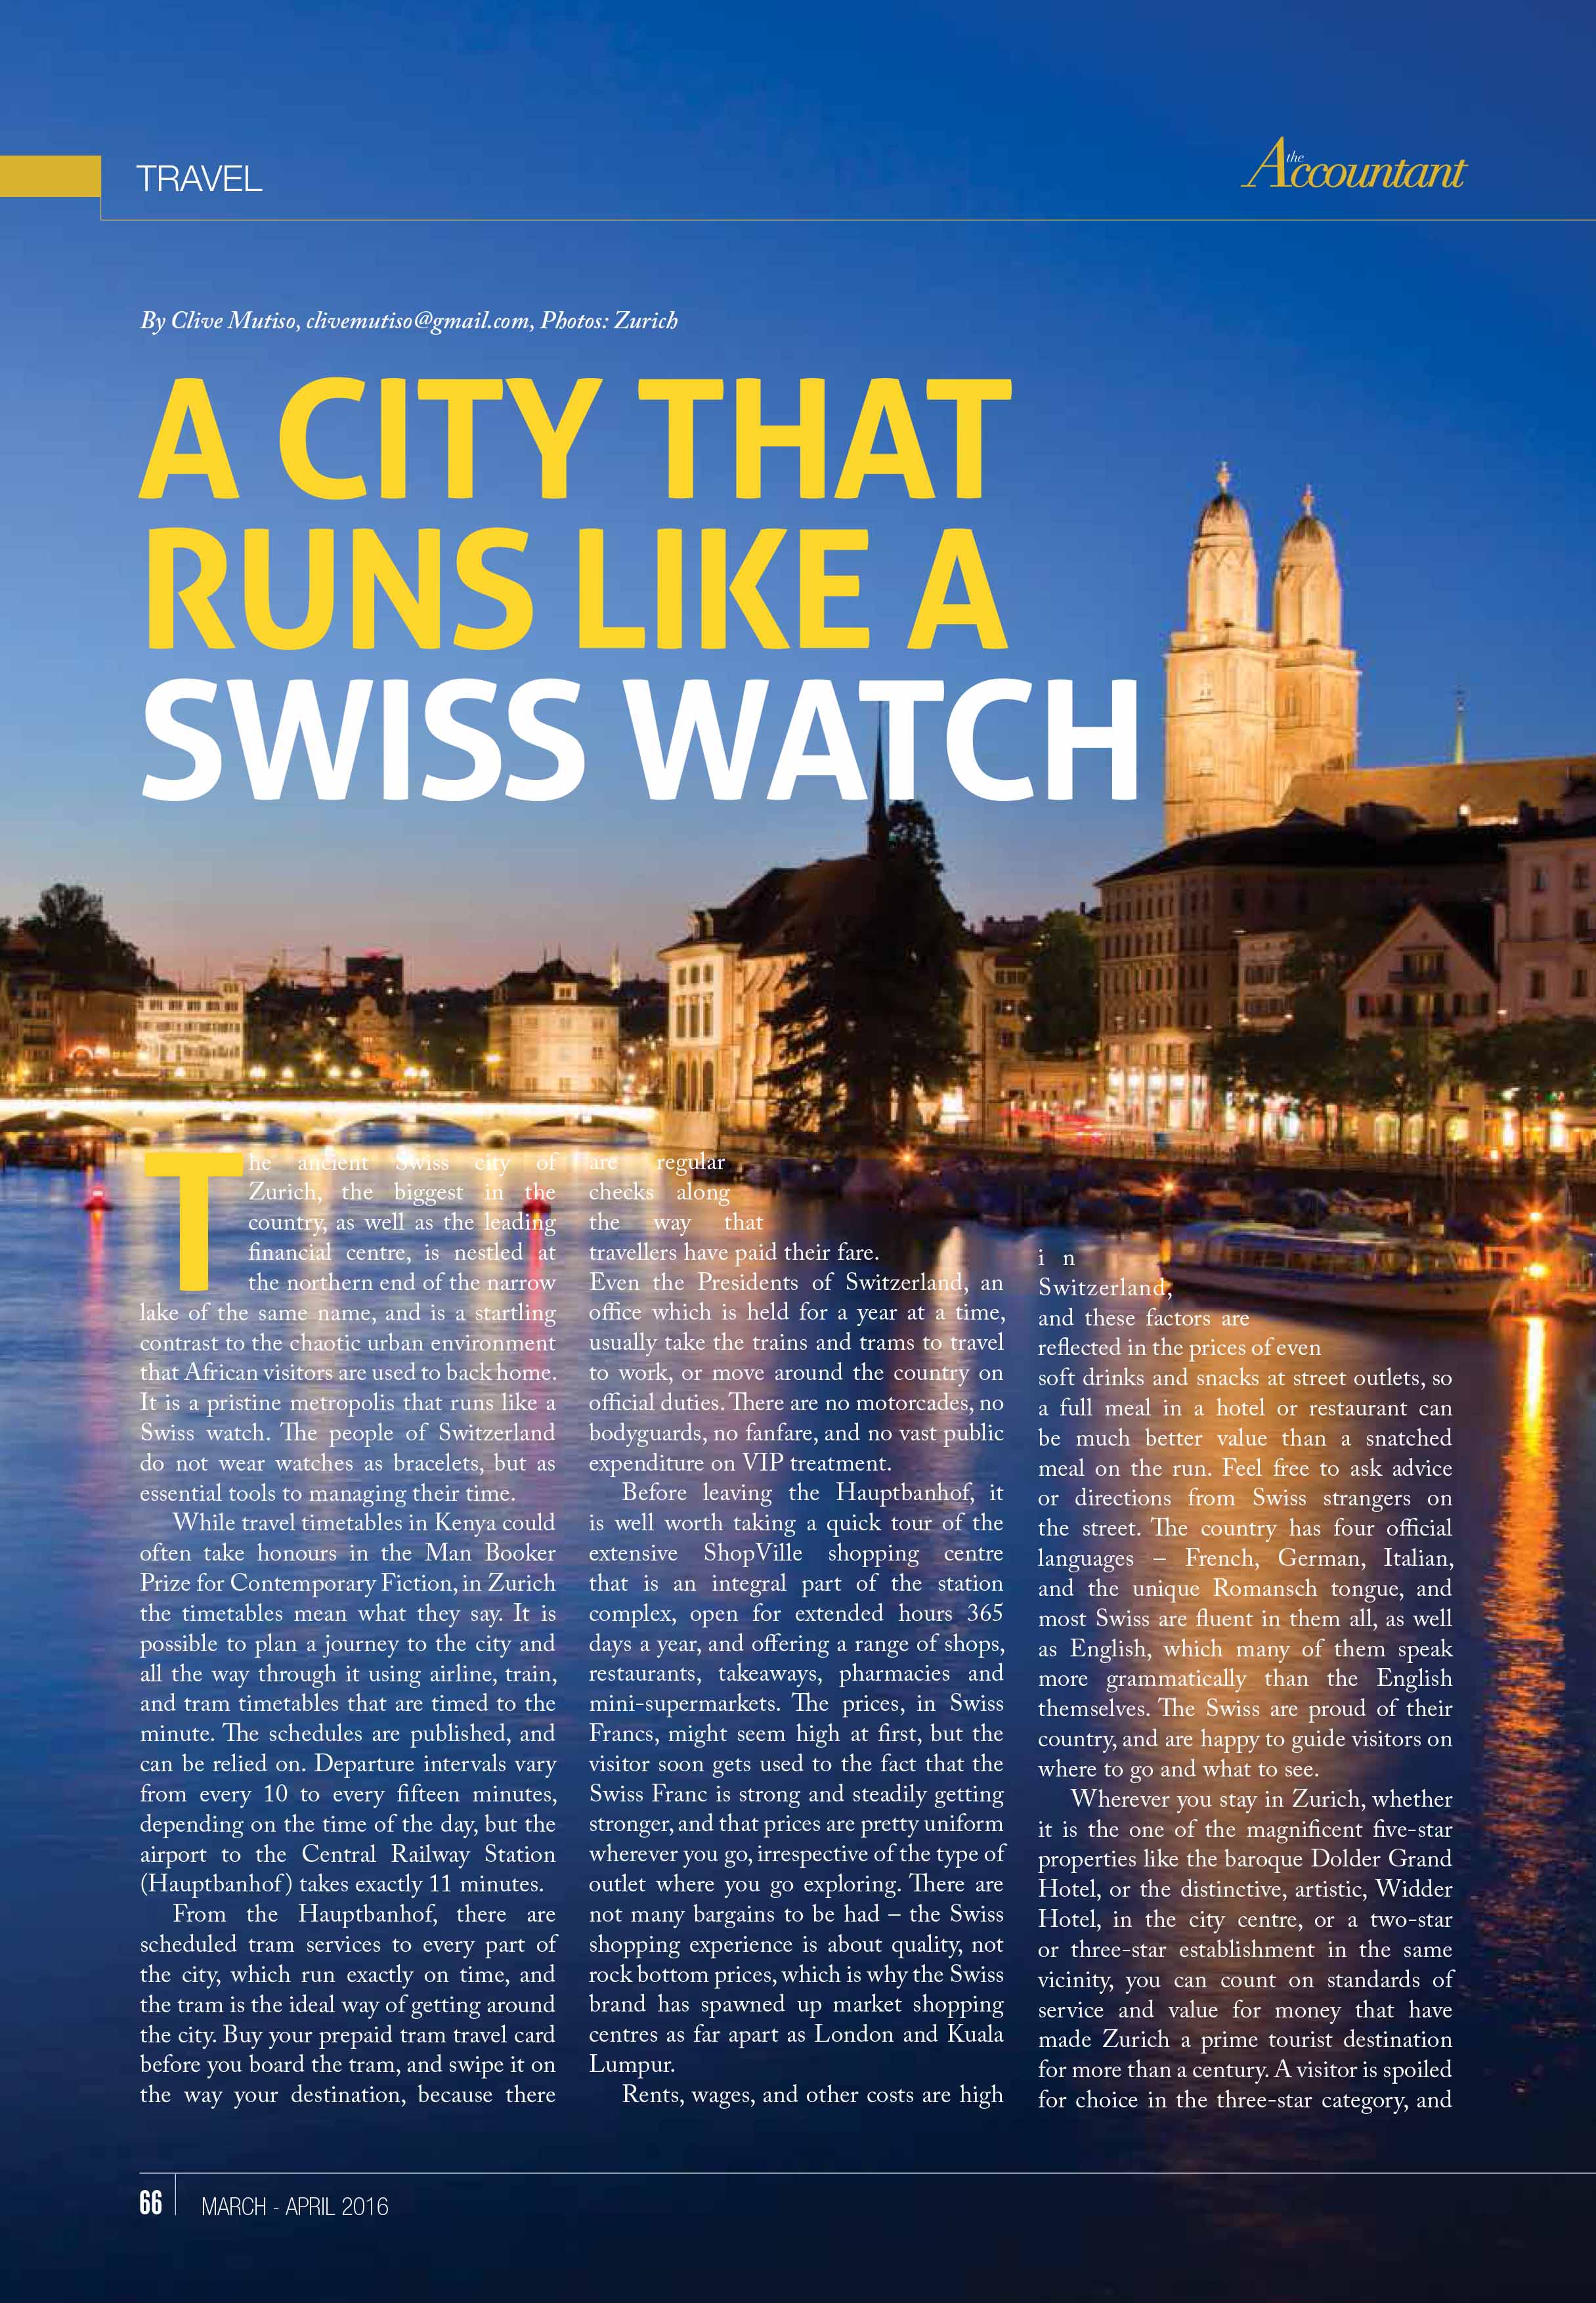 TRAVEL
the Accountant
By Clive Mutiso, clivemutiso@gmail.com, Photos: Zurich
A CITY THAT
RUNS LIKE A
SWISS WATCH
The ancient Swiss city of
Zurich, the biggest in the
country, as well as the leading
financial centre, is nestled at
the northern end of the narrow
lake of the same name, and is a startling
contrast to the chaotic urban environment
that African visitors are used to back home.
It is a pristine metropolis that runs like a
Swiss watch. The people of Switzerland
do not wear watches as bracelets, but as
essential tools to managing their time.
While travel timetables in Kenya could
often take honours in the Man Booker
Prize for Contemporary Fiction, in Zurich
the timetables mean what they say. It is
possible to plan a journey to the city and
all the way through it using airline, train,
and tram timetables that are timed to the
minute. The schedules are published, and
can be relied on. Departure intervals vary
from every 10 to every fifteen minutes,
depending on the time of the day, but the
airport to the Central Railway Station
(Hauptbanhof) takes exactly 11 minutes.
From the Hauptbanhof, there are
scheduled tram services to every part of
the city, which run exactly on time, and
the tram is the ideal way of getting around
the city. Buy your prepaid tram travel card
before you board the tram, and swipe it on
the way your destination, because there
are regular
checks along
the way that
travellers have paid their fare.
Even the Presidents of Switzerland, an
office which is held for a year at a time,
usually take the trains and trams to travel
to work, or move around the country on
official duties. There are no motorcades, no
bodyguards, no fanfare, and no vast public
expenditure on VIP treatment.
Before leaving the Hauptbanhof, it
is well worth taking a quick tour of the
extensive ShopVille shopping centre
that is an integral part of the station
complex, open for extended hours 365
days a year, and offering a range of shops,
restaurants, takeaways, pharmacies and
mini-supermarkets. The prices, in Swiss
Francs, might seem high at first, but the
visitor soon gets used to the fact that the
Swiss Franc is strong and steadily getting
stronger, and that prices are pretty uniform
wherever you go, irrespective of the type of
outlet where you go exploring. There are
not many bargains to be had – the Swiss
shopping experience is about quality, not
rock bottom prices, which is why the Swiss
brand has spawned up market shopping
centres as far apart as London and Kuala
Lumpur.
Rents, wages, and other costs are high
in
Switzerland,
and these factors are
reflected in the prices of even
soft drinks and snacks at street outlets, so
a full meal in a hotel or restaurant can
be much better value than a snatched
meal on the run. Feel free to ask advice
or directions from Swiss strangers on
the street. The country has four official
languages – French, German, Italian,
and the unique Romansch tongue, and
most Swiss are fluent in them all, as well
as English, which many of them speak
more grammatically than the English
themselves. The Swiss are proud of their
country, and are happy to guide visitors on
where to go and what to see.
Wherever you stay in Zurich, whether
it is the one of the magnificent five-star
properties like the baroque Dolder Grand
Hotel, or the distinctive, artistic, Widder
Hotel, in the city centre, or a two-star
or three-star establishment in the same
vicinity, you can count on standards of
service and value for money that have
made Zurich a prime tourist destination
for more than a century. A visitor is spoiled
for choice in the three-star category, and
66 MARCH - APRIL 2016